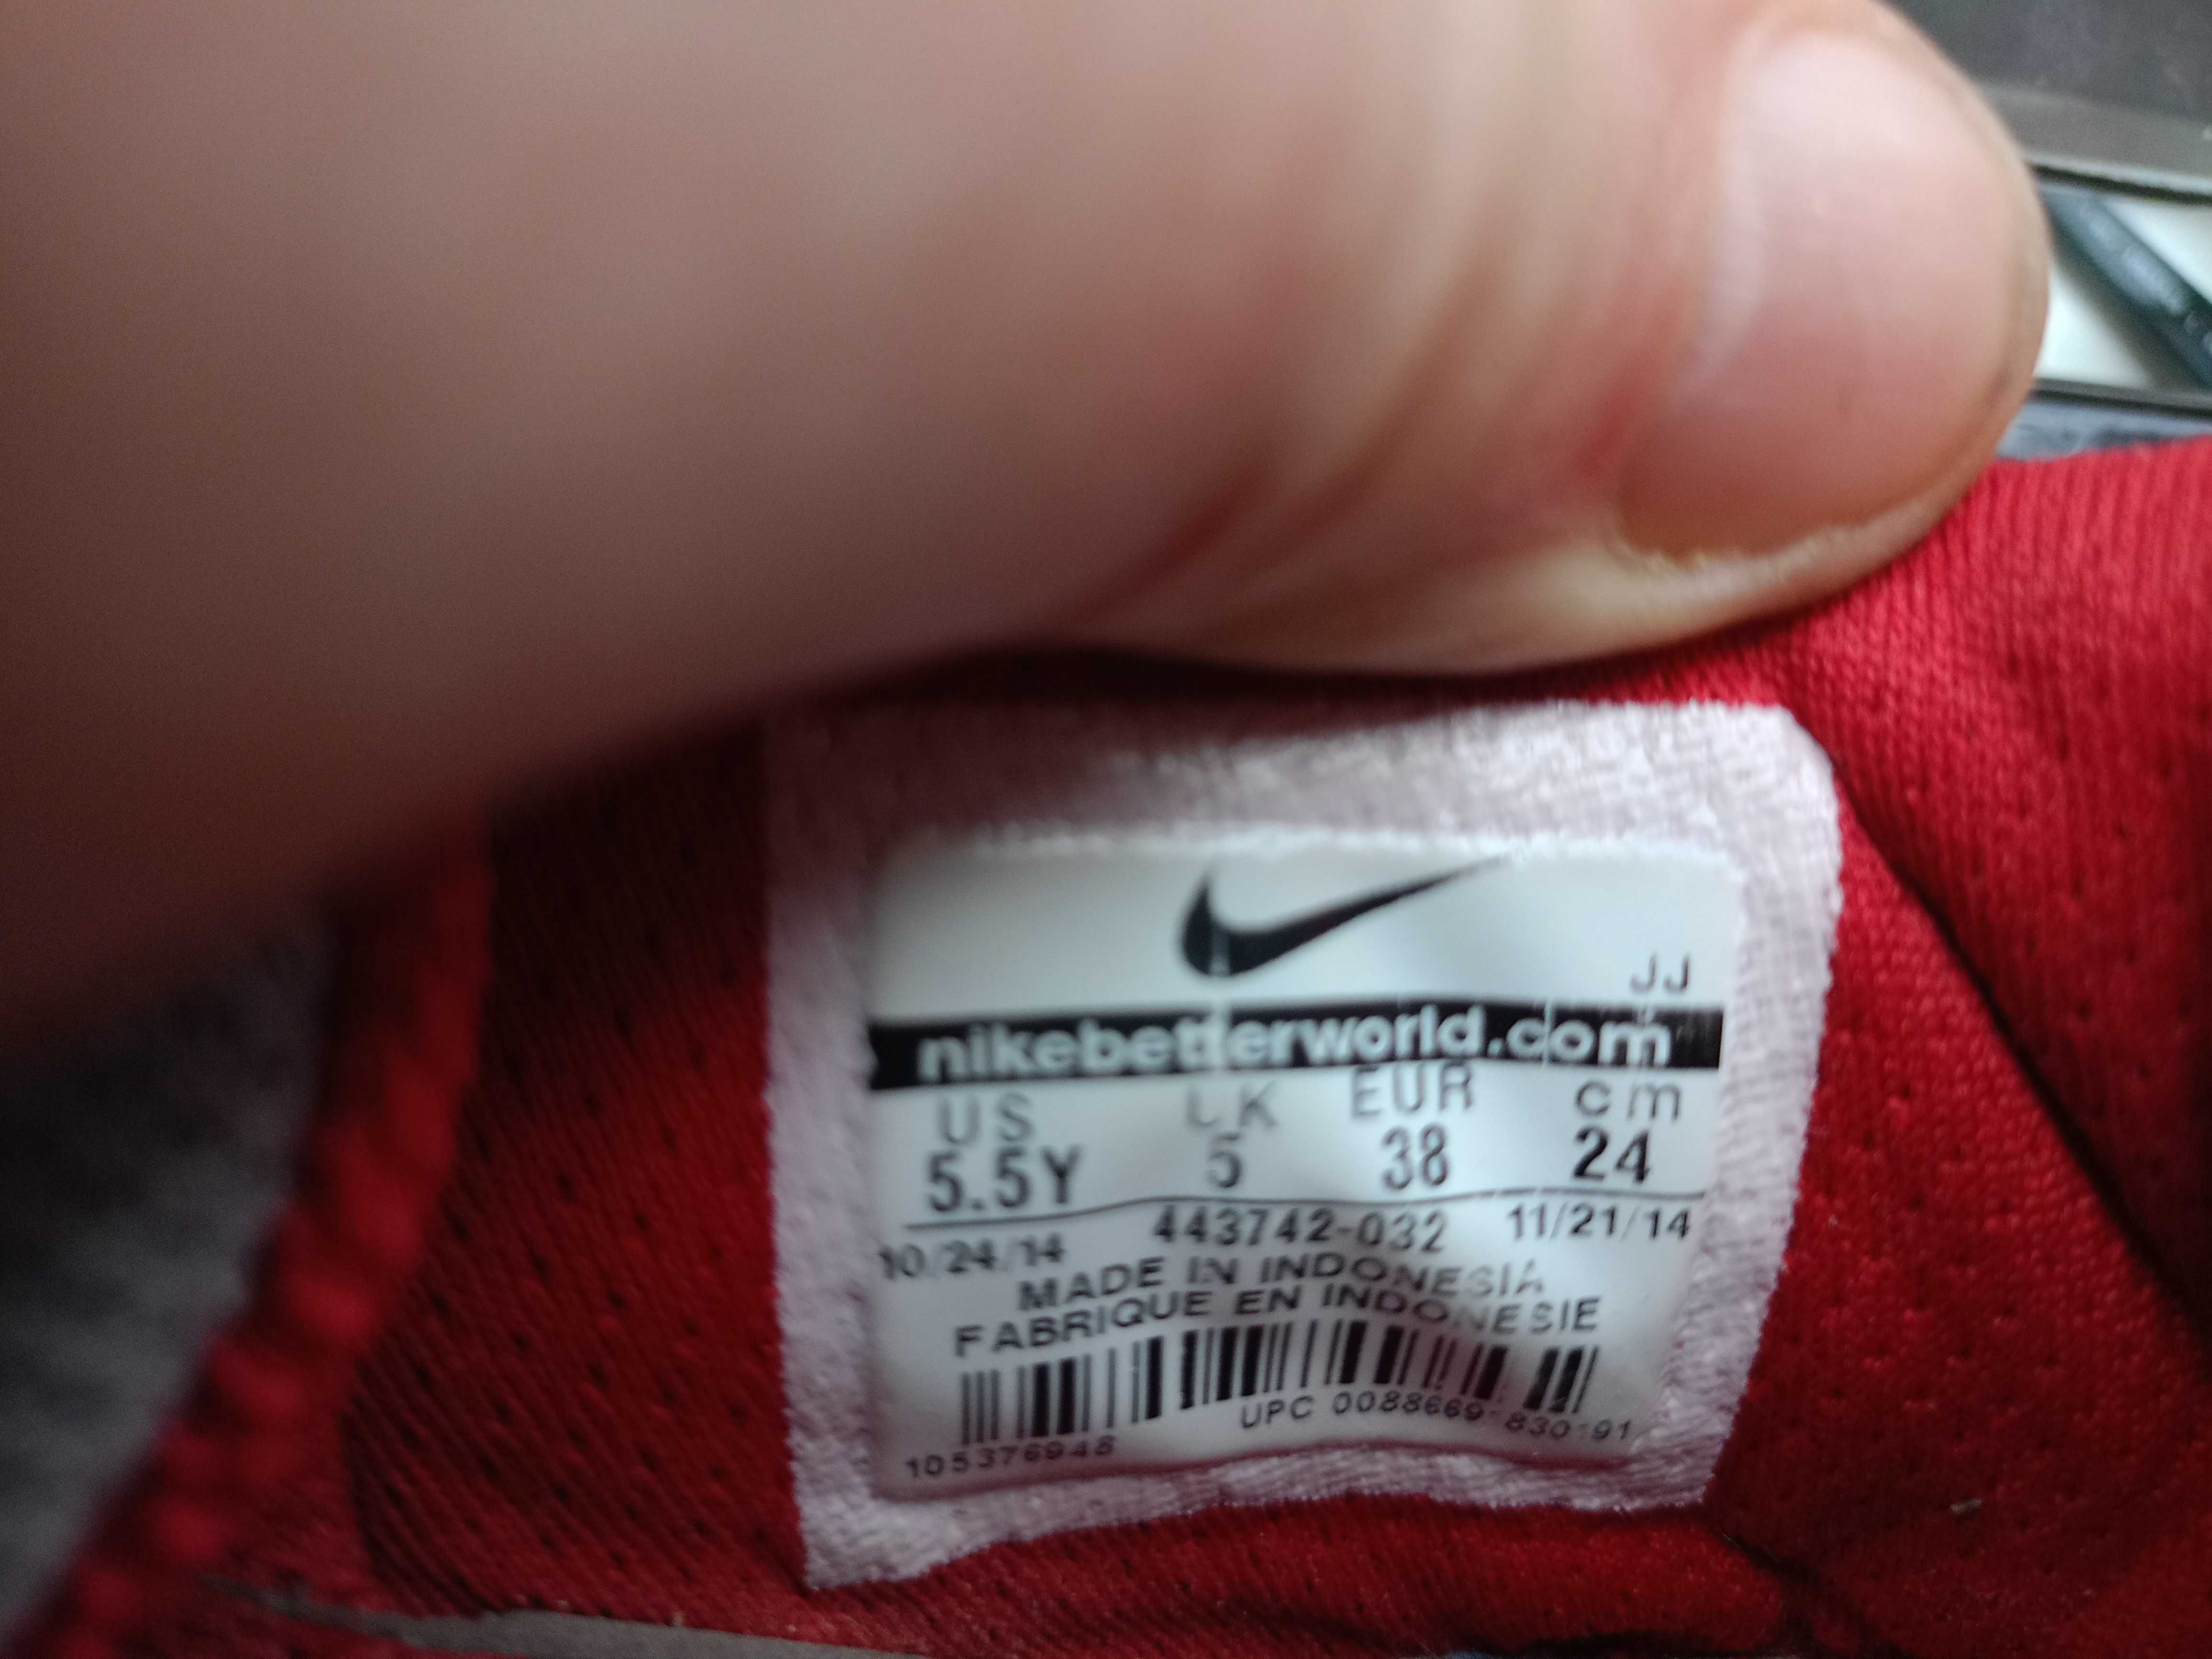 JJ
nikebetterworld.com
US UK EUR cm
5.5Y 5 38 24
10/24/14 443742-032 11/21/14
MADE IN INDONESIA
FABRIQUE EN INDONESIE
UPC 0088669
105376948